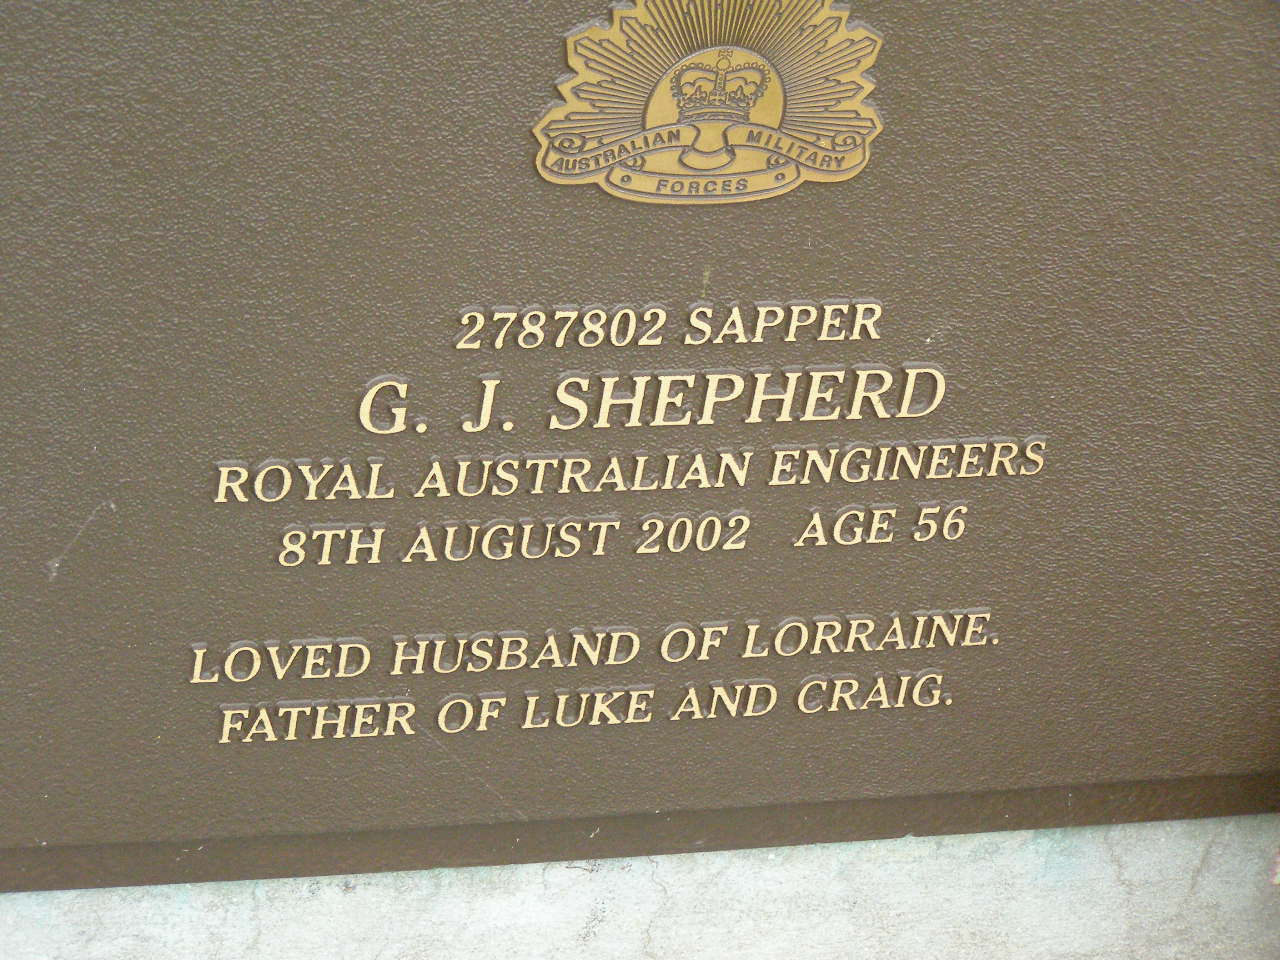 AUSTRALIAN MILITARY
FORCES
2787802 SAPPER
G. J. SHEPHERD
ROYAL AUSTRALIAN ENGINEERS
8TH AUGUST 2002 AGE 56
LOVED HUSBAND OF LORRAINE.
FATHER OF LUKE AND CRAIG.